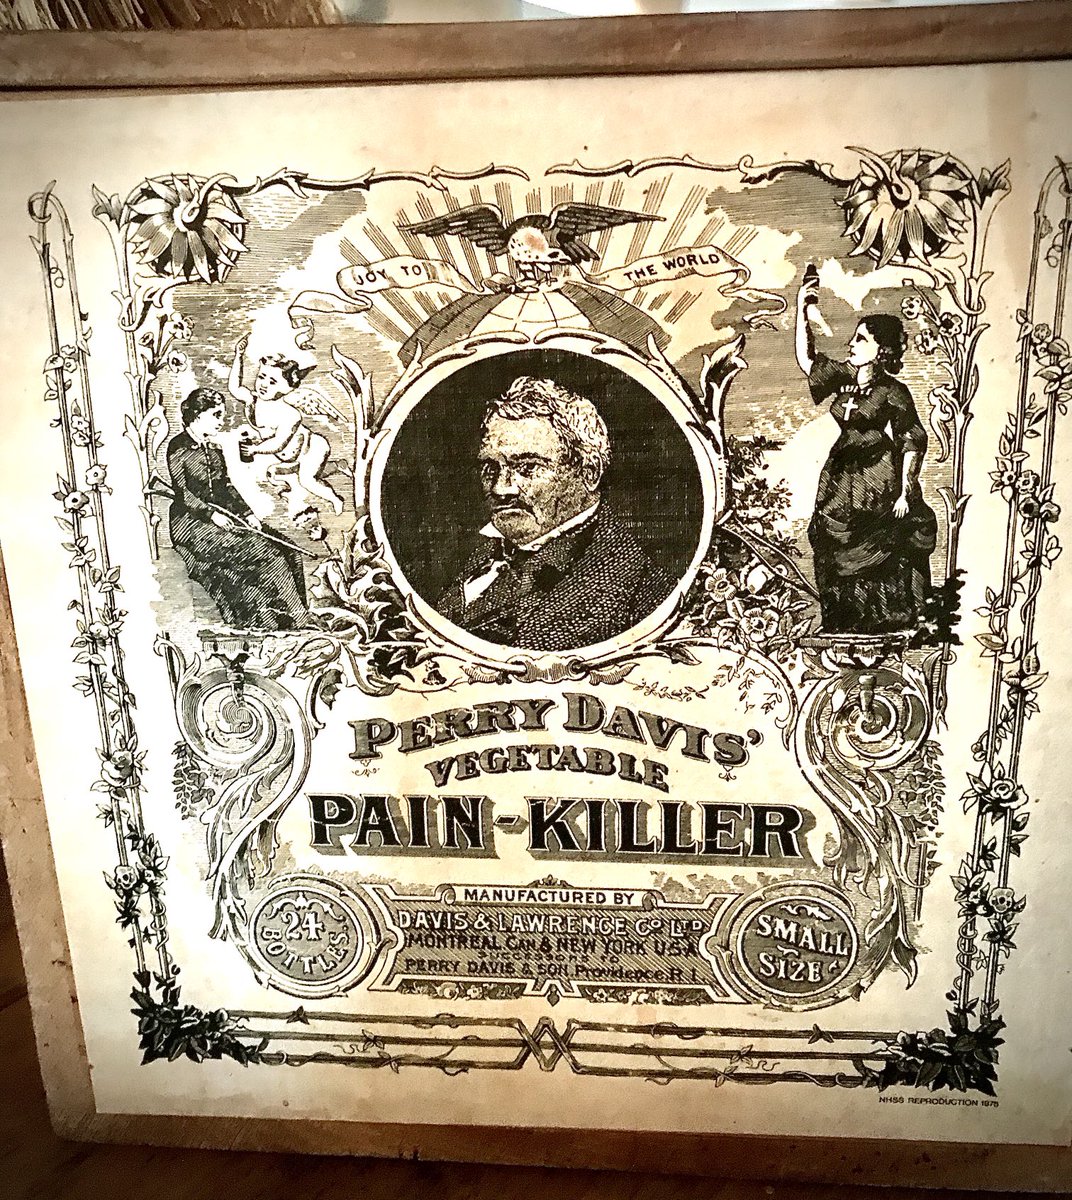 JOY TO THE WORLD
PERRY DAVIS'
VEGETABLE
PAIN-KILLER
MANUFACTURED BY
DAVIS & LAWRENCE CO LTD
MONTREAL CAN & NEW YORK U.S.A
SUCCESSORS TO
PERRY DAVIS & SON, Providence, R.I.
24
BOTTLES.
SMALL
SIZE
NHSS REPRODUCTION 1975